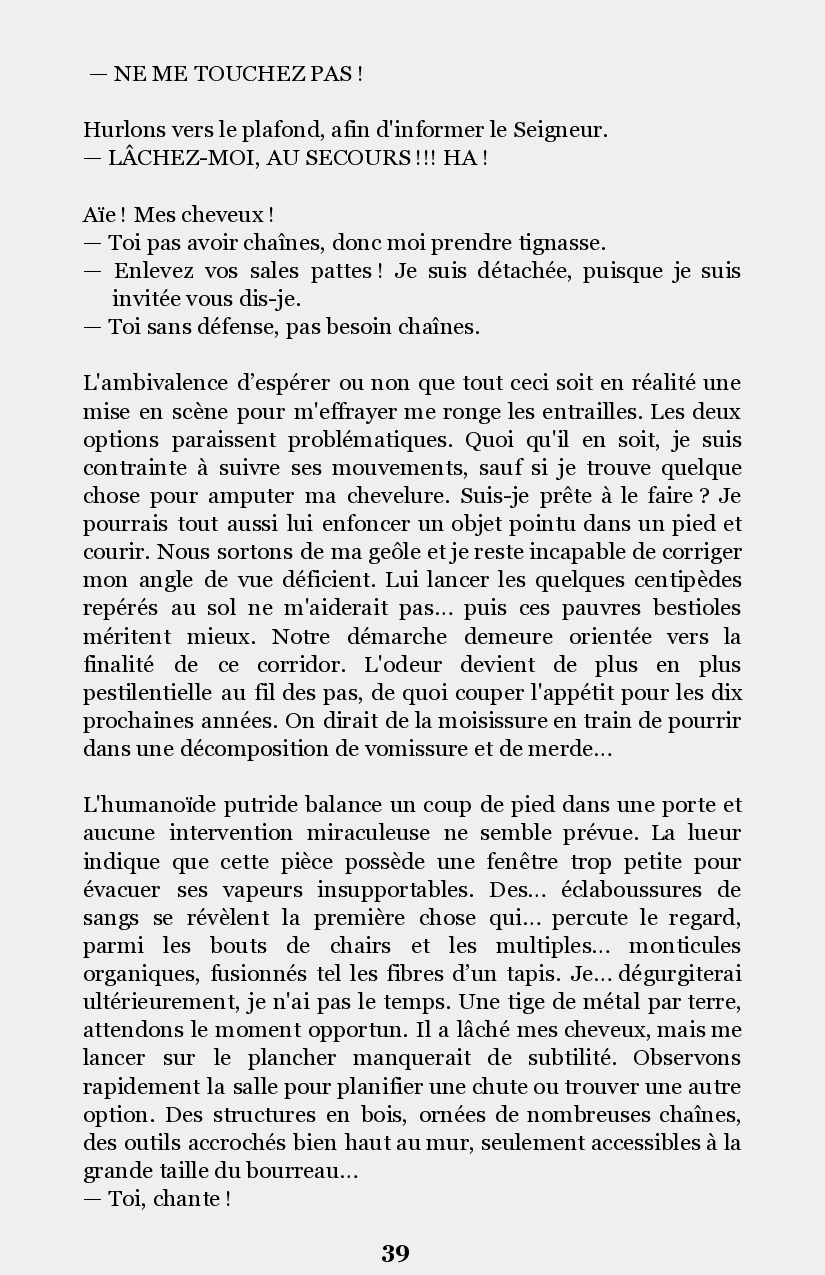 — NE ME TOUCHEZ PAS !
Hurlons vers le plafond, afin d'informer le Seigneur.
— LÂCHEZ-MOI, AU SECOURS !!! HA !
Aïe ! Mes cheveux !
— Toi pas avoir chaînes, donc moi prendre tignasse.
— Enlevez vos sales pattes ! Je suis détachée, puisque je suis
invitée vous dis-je.
— Toi sans défense, pas besoin chaînes.
L'ambivalence d’espérer ou non que tout ceci soit en réalité une
mise en scène pour m'effrayer me ronge les entrailles. Les deux
options paraissent problématiques. Quoi qu'il en soit, je suis
contrainte à suivre ses mouvements, sauf si je trouve quelque
chose pour amputer ma chevelure. Suis-je prête à le faire ? Je
pourrais tout aussi lui enfoncer un objet pointu dans un pied et
courir. Nous sortons de ma geôle et je reste incapable de corriger
mon angle de vue déficient. Lui lancer les quelques centipèdes
repérés au sol ne m'aiderait pas... puis ces pauvres bestioles
méritent mieux. Notre démarche demeure orientée vers la
finalité de ce corridor. L'odeur devient de plus en plus
pestilentielle au fil des pas, de quoi couper l'appétit pour les dix
prochaines années. On dirait de la moisissure en train de pourrir
dans une décomposition de vomissure et de merde...
L'humanoïde putride balance un coup de pied dans une porte et
aucune intervention miraculeuse ne semble prévue. La lueur
indique que cette pièce possède une fenêtre trop petite pour
évacuer ses vapeurs insupportables. Des... éclaboussures de
sangs se révèlent la première chose qui... percute le regard,
parmi les bouts de chairs et les multiples... monticules
organiques, fusionnés tel les fibres d’un tapis. Je... dégurgiterai
ultérieurement, je n'ai pas le temps. Une tige de métal par terre,
attendons le moment opportun. Il a lâché mes cheveux, mais me
lancer sur le plancher manquerait de subtilité. Observons
rapidement la salle pour planifier une chute ou trouver une autre
option. Des structures en bois, ornées de nombreuses chaînes,
des outils accrochés bien haut au mur, seulement accessibles à la
grande taille du bourreau...
— Toi, chante !
39